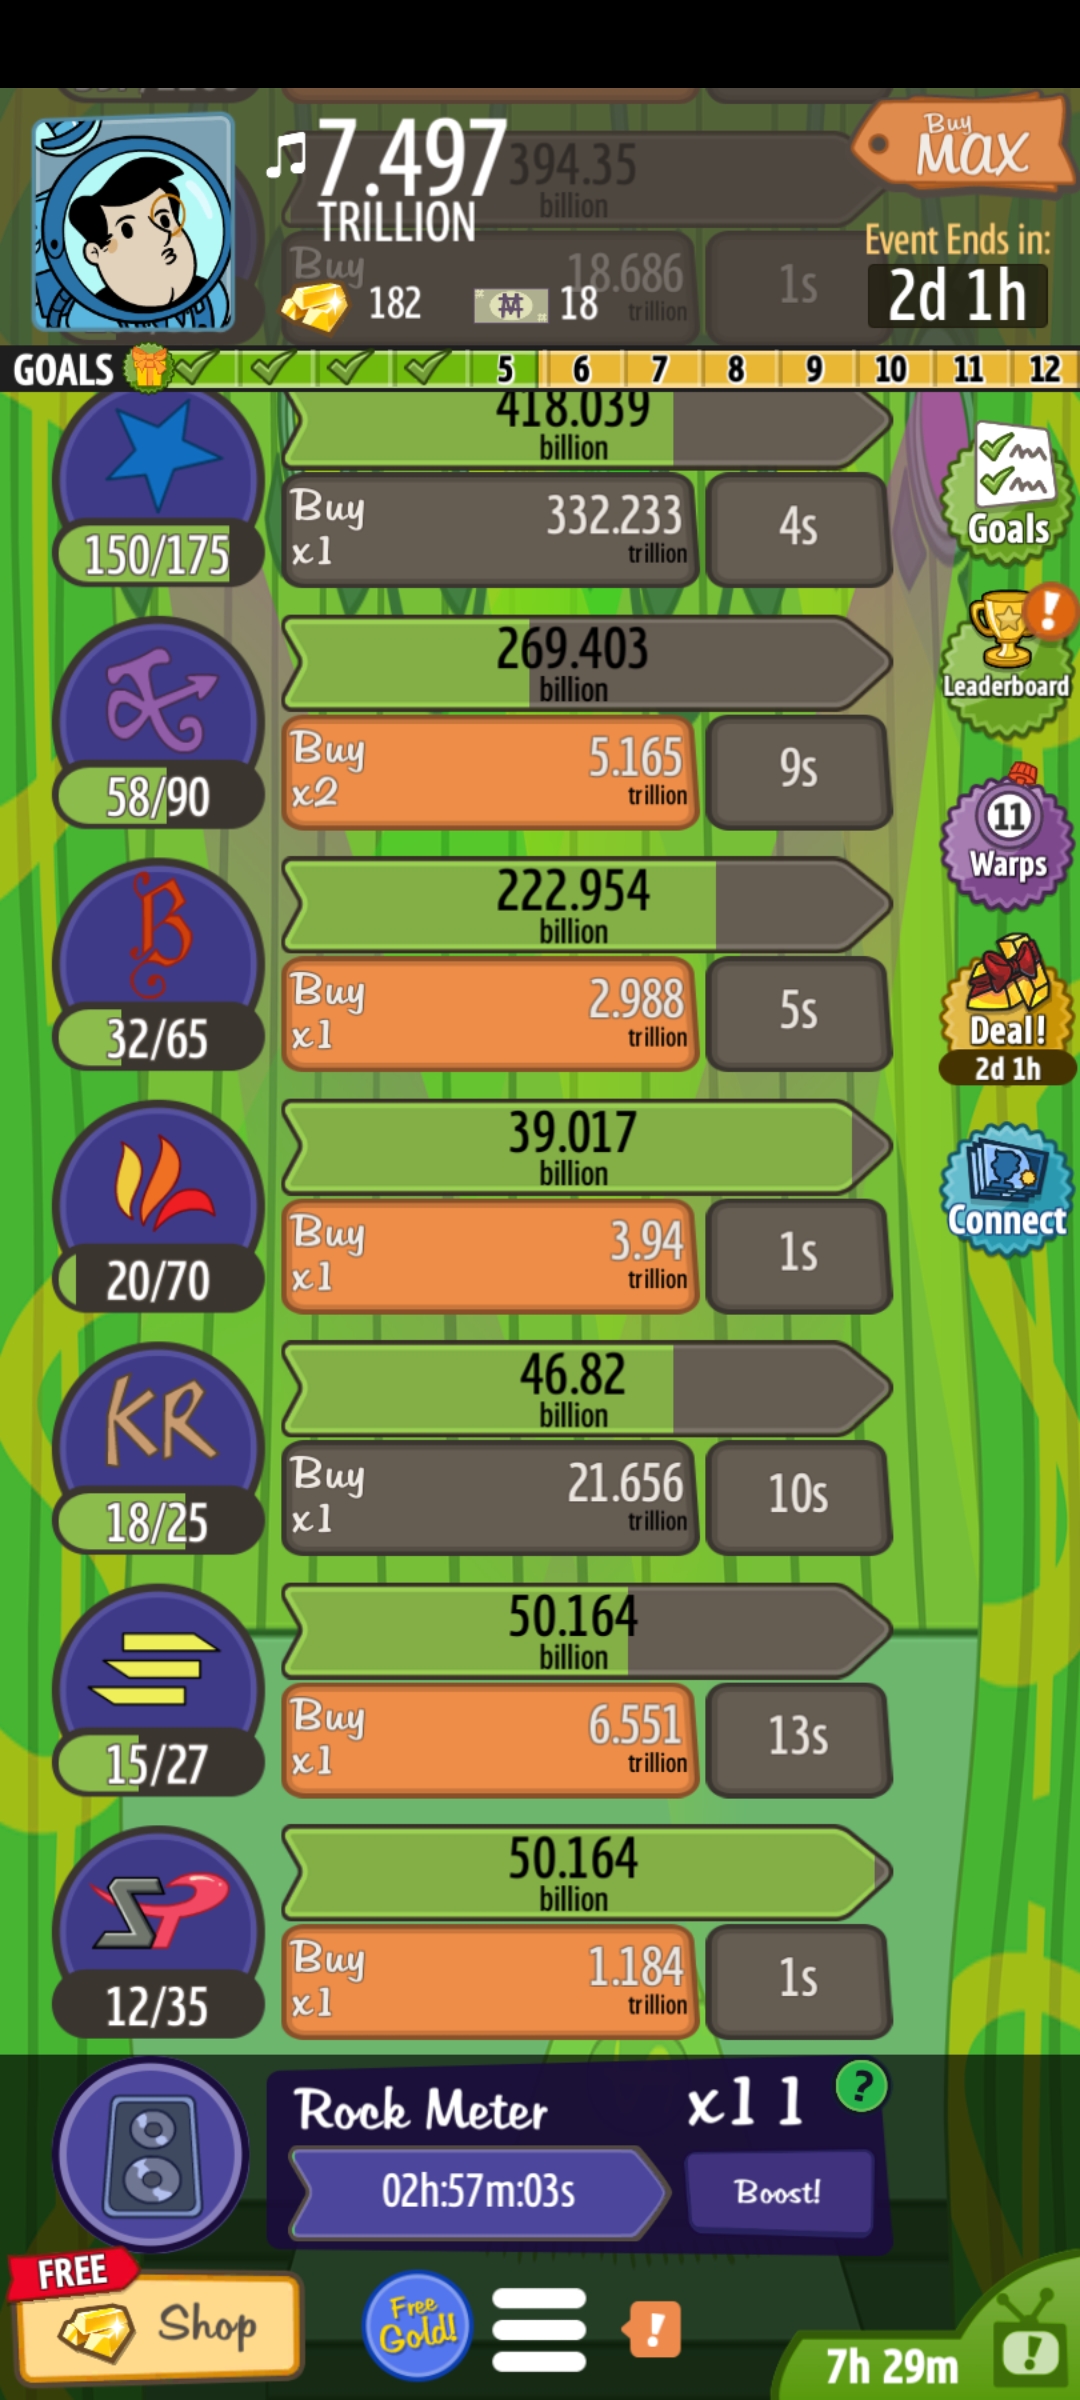 7.497
TRILLION
182
18
394.35
billion
Buy
18.686
trillion
1s
Buy
MAX
Event Ends in:
2d 1h
GOALS
5 6 7 8 9 10 11 12
418.039
billion
150/175
Buy
x1
332.233
trillion
4s
Goals
Leaderboard
269.403
billion
58/90
Buy
x2
5.165
trillion
9s
11
Warps
222.954
billion
B
32/65
Buy
x1
2.988
trillion
5s
Deal!
2d 1h
39.017
billion
20/70
Buy
x1
3.94
trillion
1s
Connect
46.82
billion
KR
18/25
Buy
x1
21.656
trillion
10s
50.164
billion
15/27
Buy
x1
6.551
trillion
13s
50.164
billion
SP
12/35
Buy
x1
1.184
trillion
1s
Rock Meter
x11
?
02h:57m:03s
Boost!
FREE
Shop
Free
Gold!
!
7h 29m